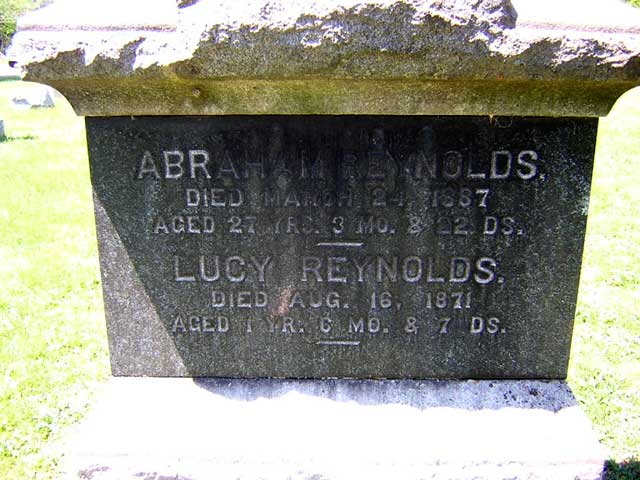 ABRAHAM REYNOLDS.
DIED MARCH 24, 1887
AGED 27 YRS. 3 MO. & 22 DS.
LUCY REYNOLDS.
DIED AUG. 16, 1871
AGED 1 YR. 6 MO. & 7 DS.